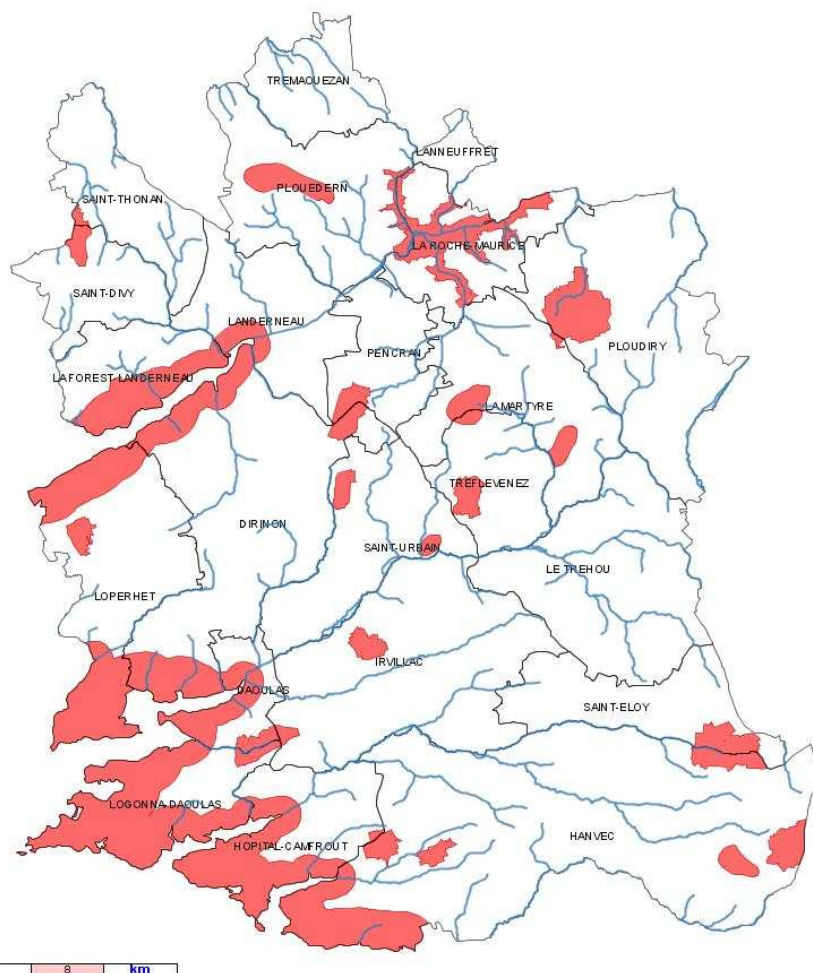 TREMAOUEZAN
LANNEUFFRET
PLOUEDERN
SAINT-THONAN
LA ROCHE-MAURICE
SAINT-DIVY
LANDERNEAU
PENCRAN
PLOUDIRY
LA FOREST-LANDERNEAU
LA MARTYRE
TREFLEVENEZ
DIRINON
SAINT-URBAIN
LE TREHOU
LOPERHET
IRVILLAC
DAOULAS
SAINT-ELOY
LOGONNA-DAOULAS
HANVEC
HOPITAL-CAMFROUT
8 km